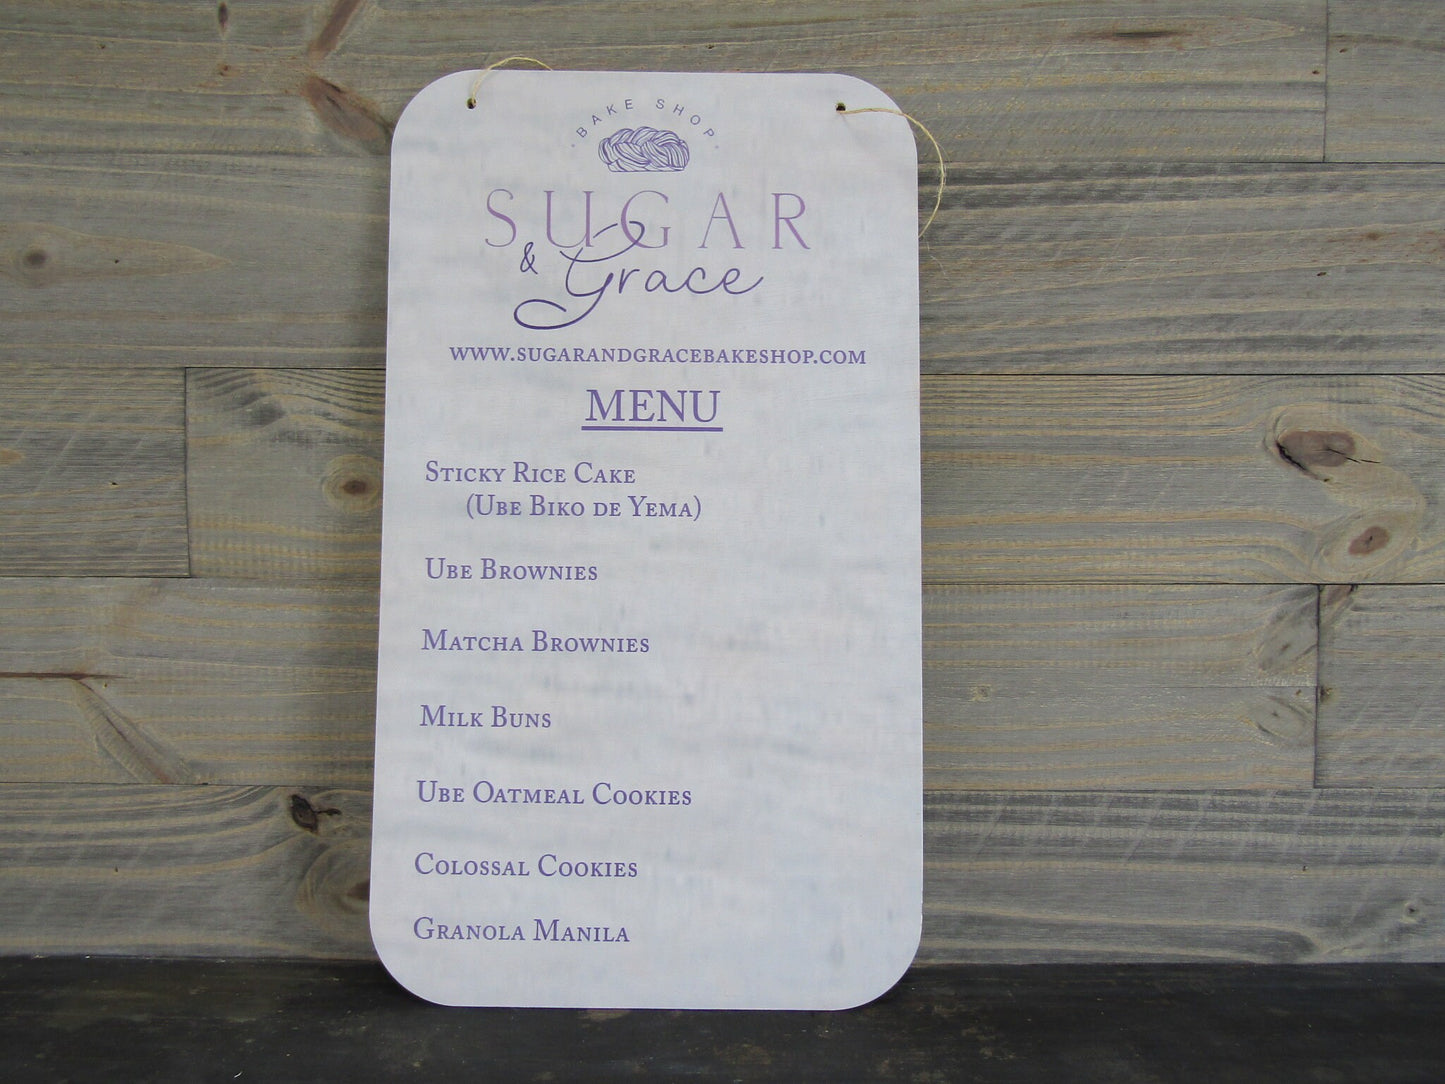 BAKE SHOP
SUGAR
& Grace
WWW.SUGARANDGRACEBAKESHOP.COM
MENU
STICKY RICE CAKE
(UBE BIKO DE YEMA)
UBE BROWNIES
MATCHA BROWNIES
MILK BUNS
UBE OATMEAL COOKIES
COLOSSAL COOKIES
GRANOLA MANILA